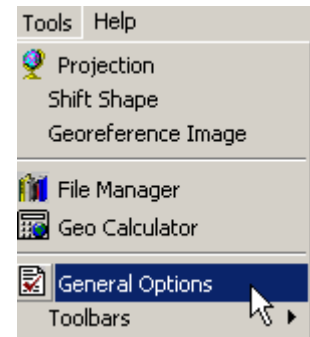 Tools Help
Projection
Shift Shape
Georeference Image
File Manager
Geo Calculator
General Options
Toolbars